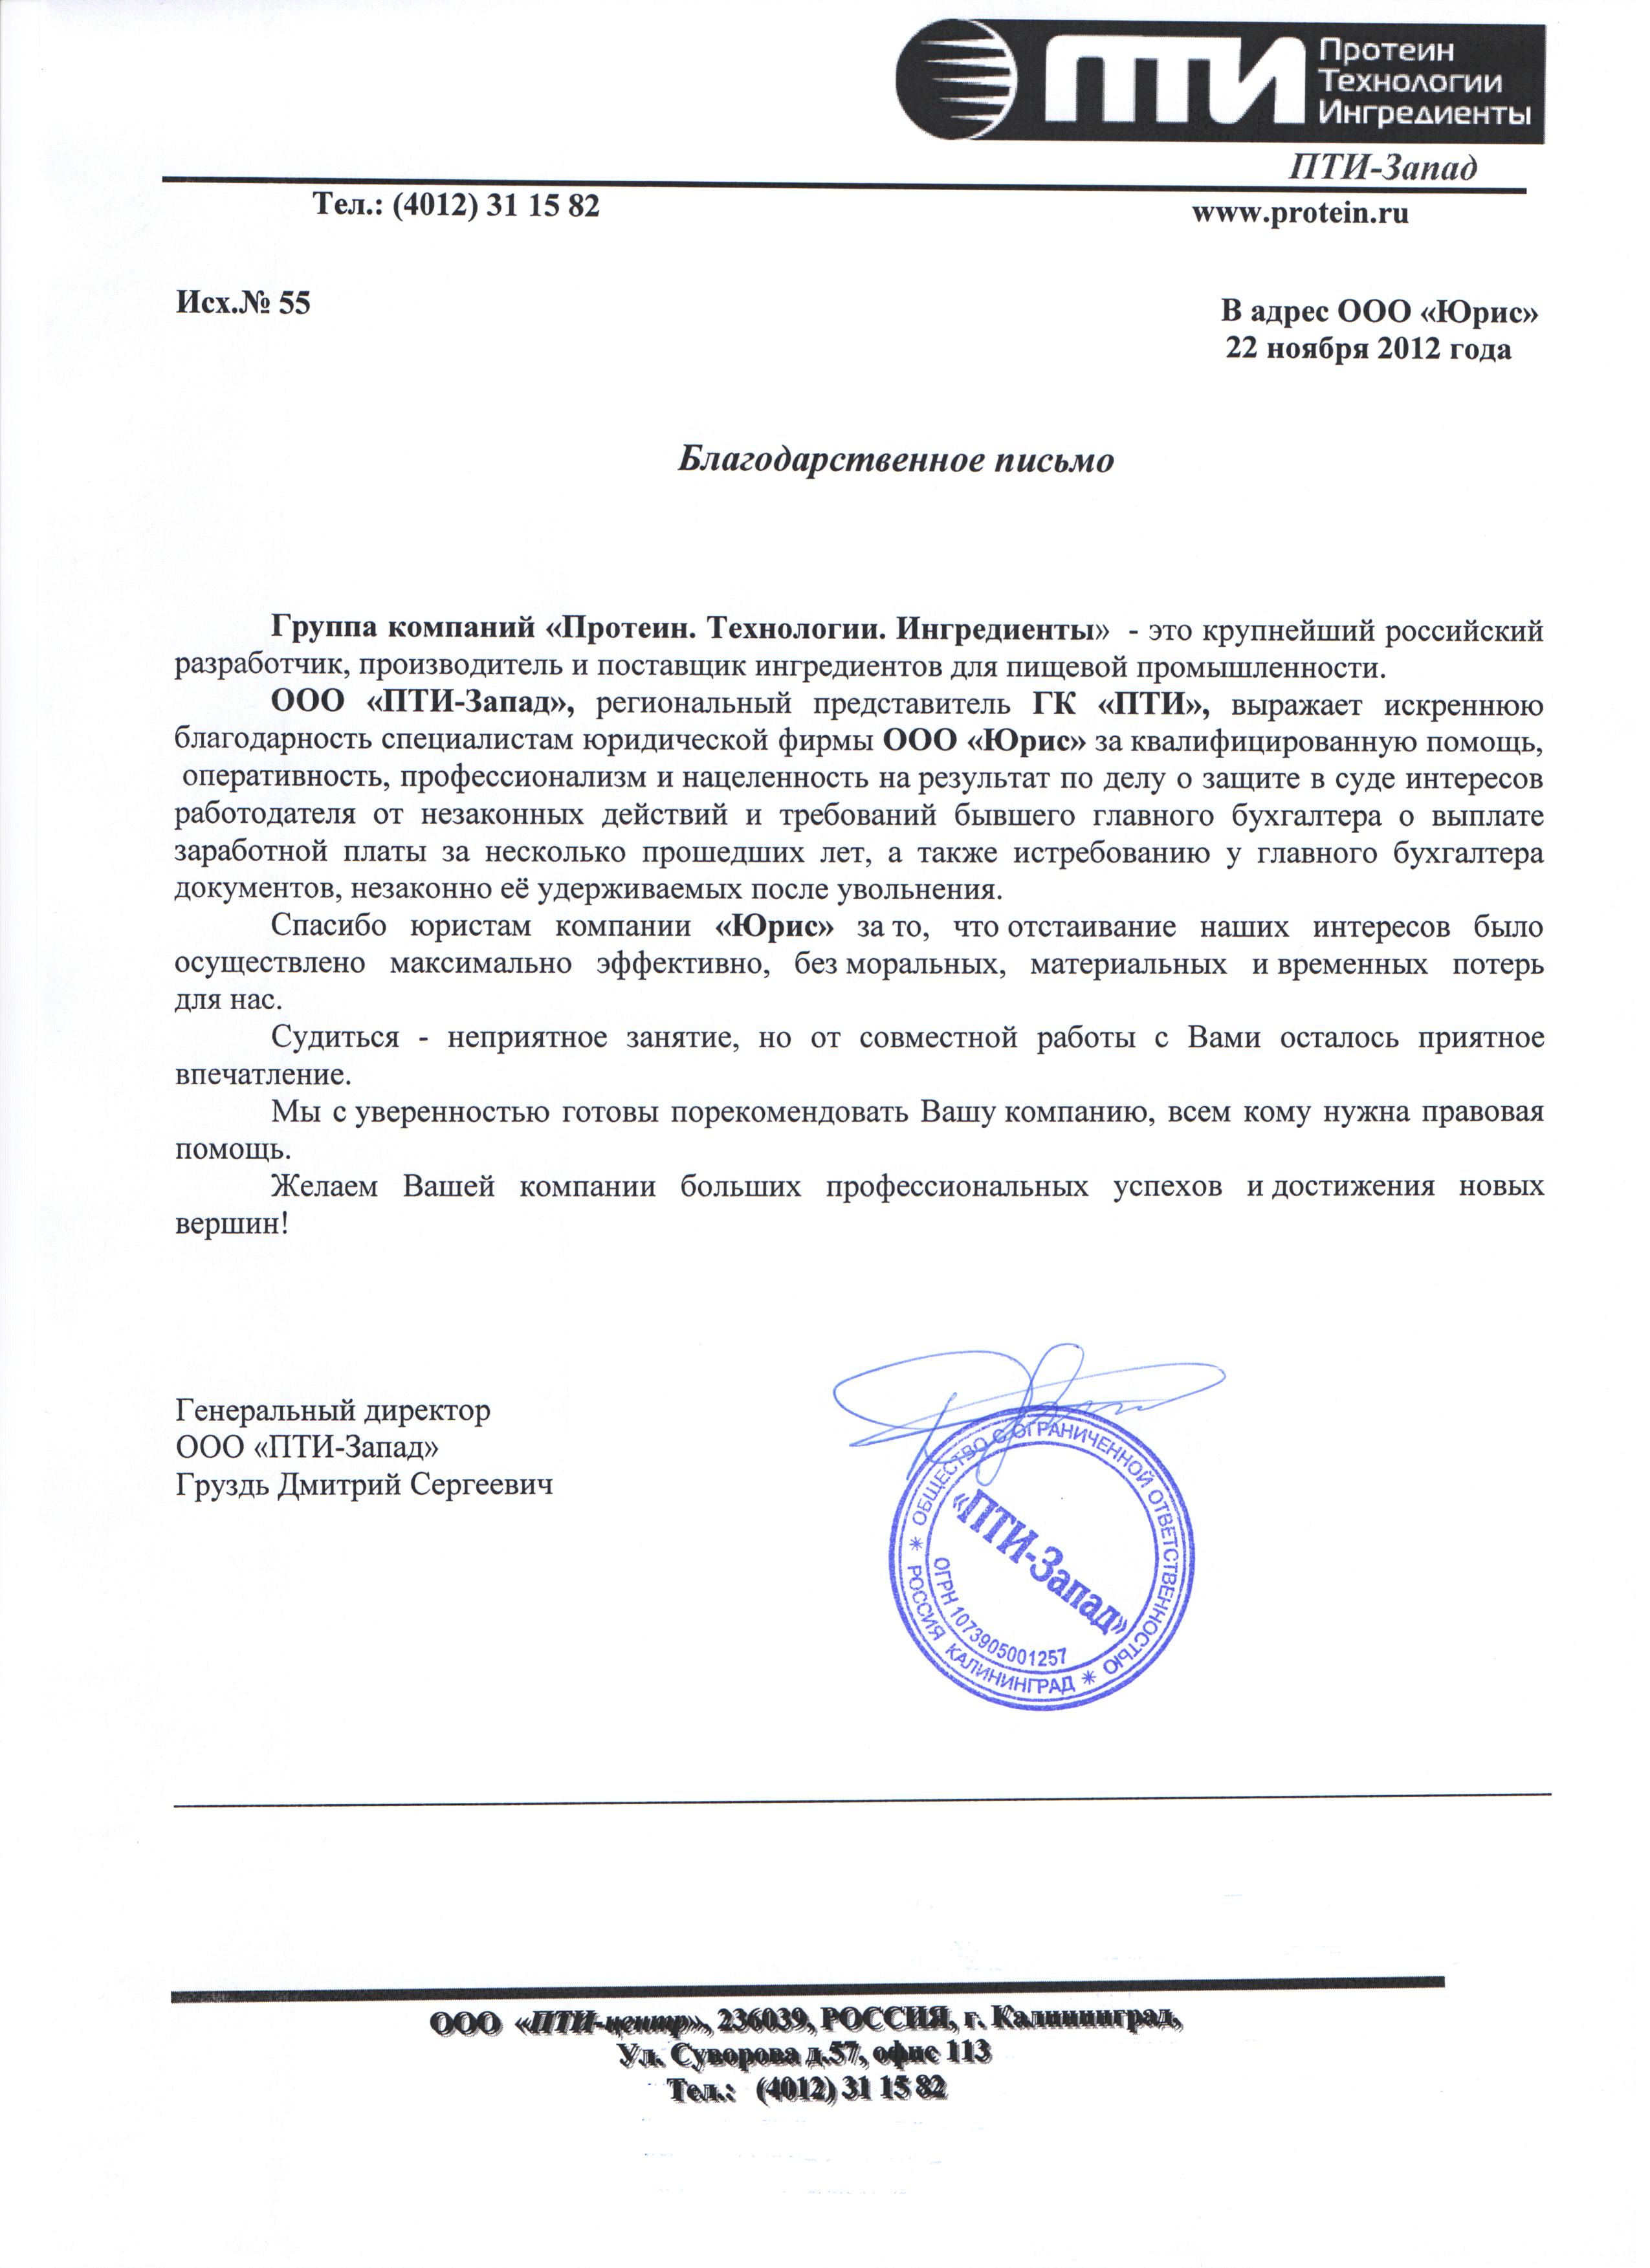 ПТИ Протеин
Технологии
Ингредиенты
ПТИ-Запад
Тел.: (4012) 31 15 82 www.protein.ru
Исх.№ 55 В адрес ООО «Юрис»
22 ноября 2012 года
Благодарственное письмо
Группа компаний «Протеин. Технологии. Ингредиенты» - это крупнейший российский
разработчик, производитель и поставщик ингредиентов для пищевой промышленности.
ООО «ПТИ-Запад», региональный представитель ГК «ПТИ», выражает искреннюю
благодарность специалистам юридической фирмы ООО «Юрис» за квалифицированную помощь,
оперативность, профессионализм и нацеленность на результат по делу о защите в суде интересов
работодателя от незаконных действий и требований бывшего главного бухгалтера о выплате
заработной платы за несколько прошедших лет, а также истребованию у главного бухгалтера
документов, незаконно её удерживаемых после увольнения.
Спасибо юристам компании «Юрис» за то, что отстаивание наших интересов было
осуществлено максимально эффективно, без моральных, материальных и временных потерь
для нас.
Судиться - неприятное занятие, но от совместной работы с Вами осталось приятное
впечатление.
Мы с уверенностью готовы порекомендовать Вашу компанию, всем кому нужна правовая
помощь.
Желаем Вашей компании больших профессиональных успехов и достижения новых
вершин!
Генеральный директор
ООО «ПТИ-Запад»
Груздь Дмитрий Сергеевич
ОБЩЕСТВО С ОГРАНИЧЕННОЙ ОТВЕТСТВЕННОСТЬЮ
«ПТИ-Запад»
ОГРН 1073905001257
РОССИЯ КАЛИНИНГРАД
ООО «ПТИ-центр», 236039, РОССИЯ, г. Калининград,
Ул. Суворова д.57, офис 113
Тел.: (4012) 31 15 82